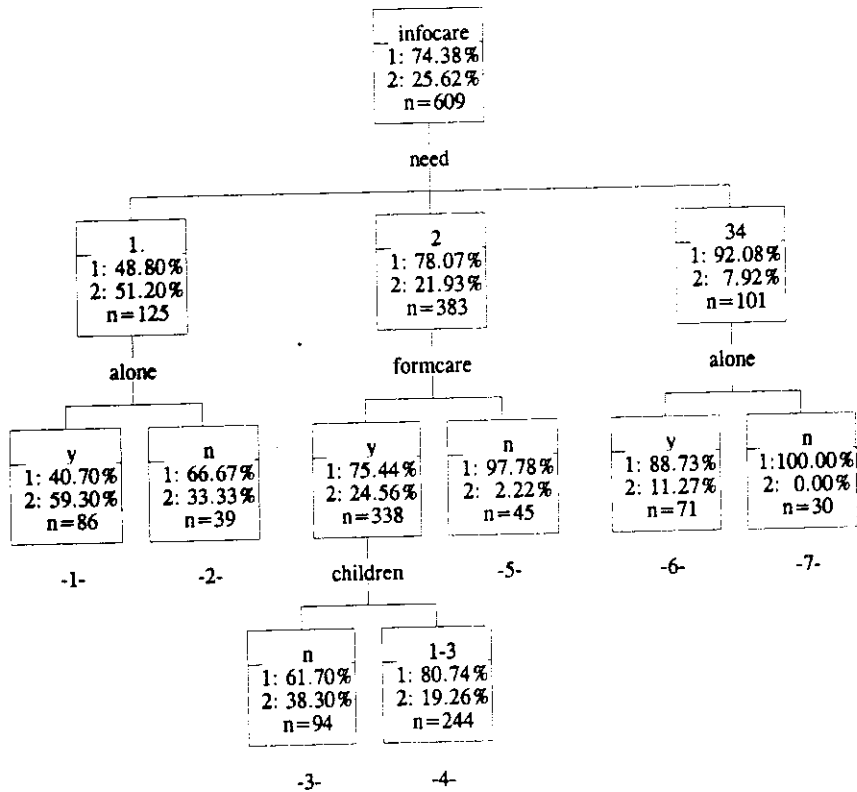 infocare
1: 74.38%
2: 25.62%
n=609
need
1.
1: 48.80%
2: 51.20%
n=125
2
1: 78.07%
2: 21.93%
n=383
34
1: 92.08%
2: 7.92%
n=101
alone
formcare
alone
y
1: 40.70%
2: 59.30%
n=86
n
1: 66.67%
2: 33.33%
n=39
y
1: 75.44%
2: 24.56%
n=338
n
1: 97.78%
2: 2.22%
n=45
y
1: 88.73%
2: 11.27%
n=71
n
1:100.00%
2: 0.00%
n=30
-1-
-2-
children
-5-
-6-
-7-
n
1: 61.70%
2: 38.30%
n=94
1-3
1: 80.74%
2: 19.26%
n=244
-3-
-4-